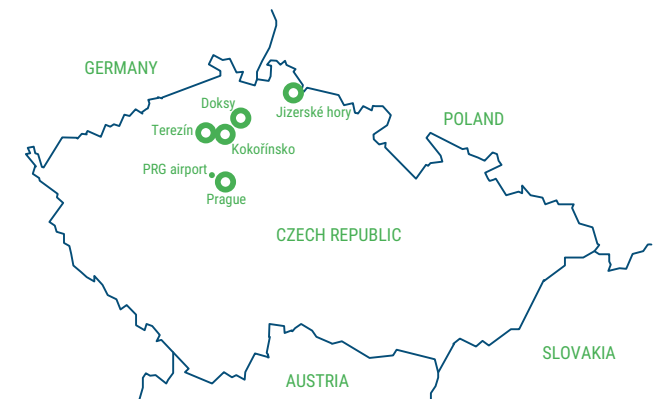 GERMANY
Doksy
Jizerské hory
POLAND
Terezín
Kokořínsko
PRG airport
Prague
CZECH REPUBLIC
SLOVAKIA
AUSTRIA